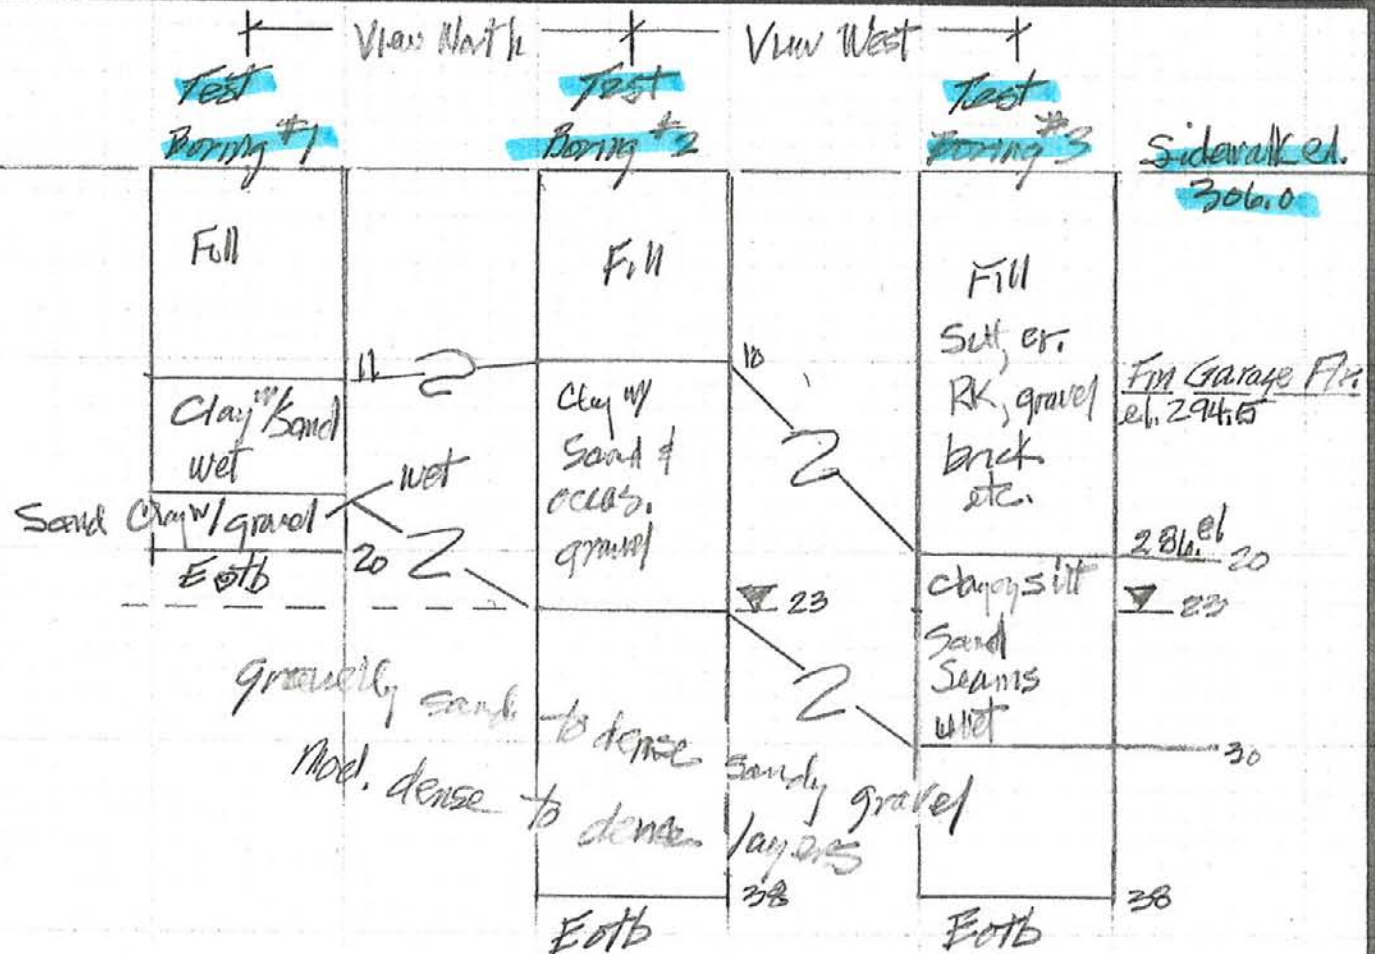 View North
View West
Test
Boring #1
Test
Boring #2
Test
Boring #3
Sidewalk el.
306.0
Fill
11
Clay w/sand
wet
Sand Clay w/gravel
wet
20
Eotb
Fill
10
Clay w/
Sand &
occas.
gravel
23
38
Eotb
Fill
Silt, cr.
RK, gravel
brick
etc.
Fin Garage Flr.
el. 294.5
286. el
20
clayey silt
Sand
Seams
wet
23
30
38
Eotb
gravelly sand to dense sandy gravel
Mod. dense to dense layers